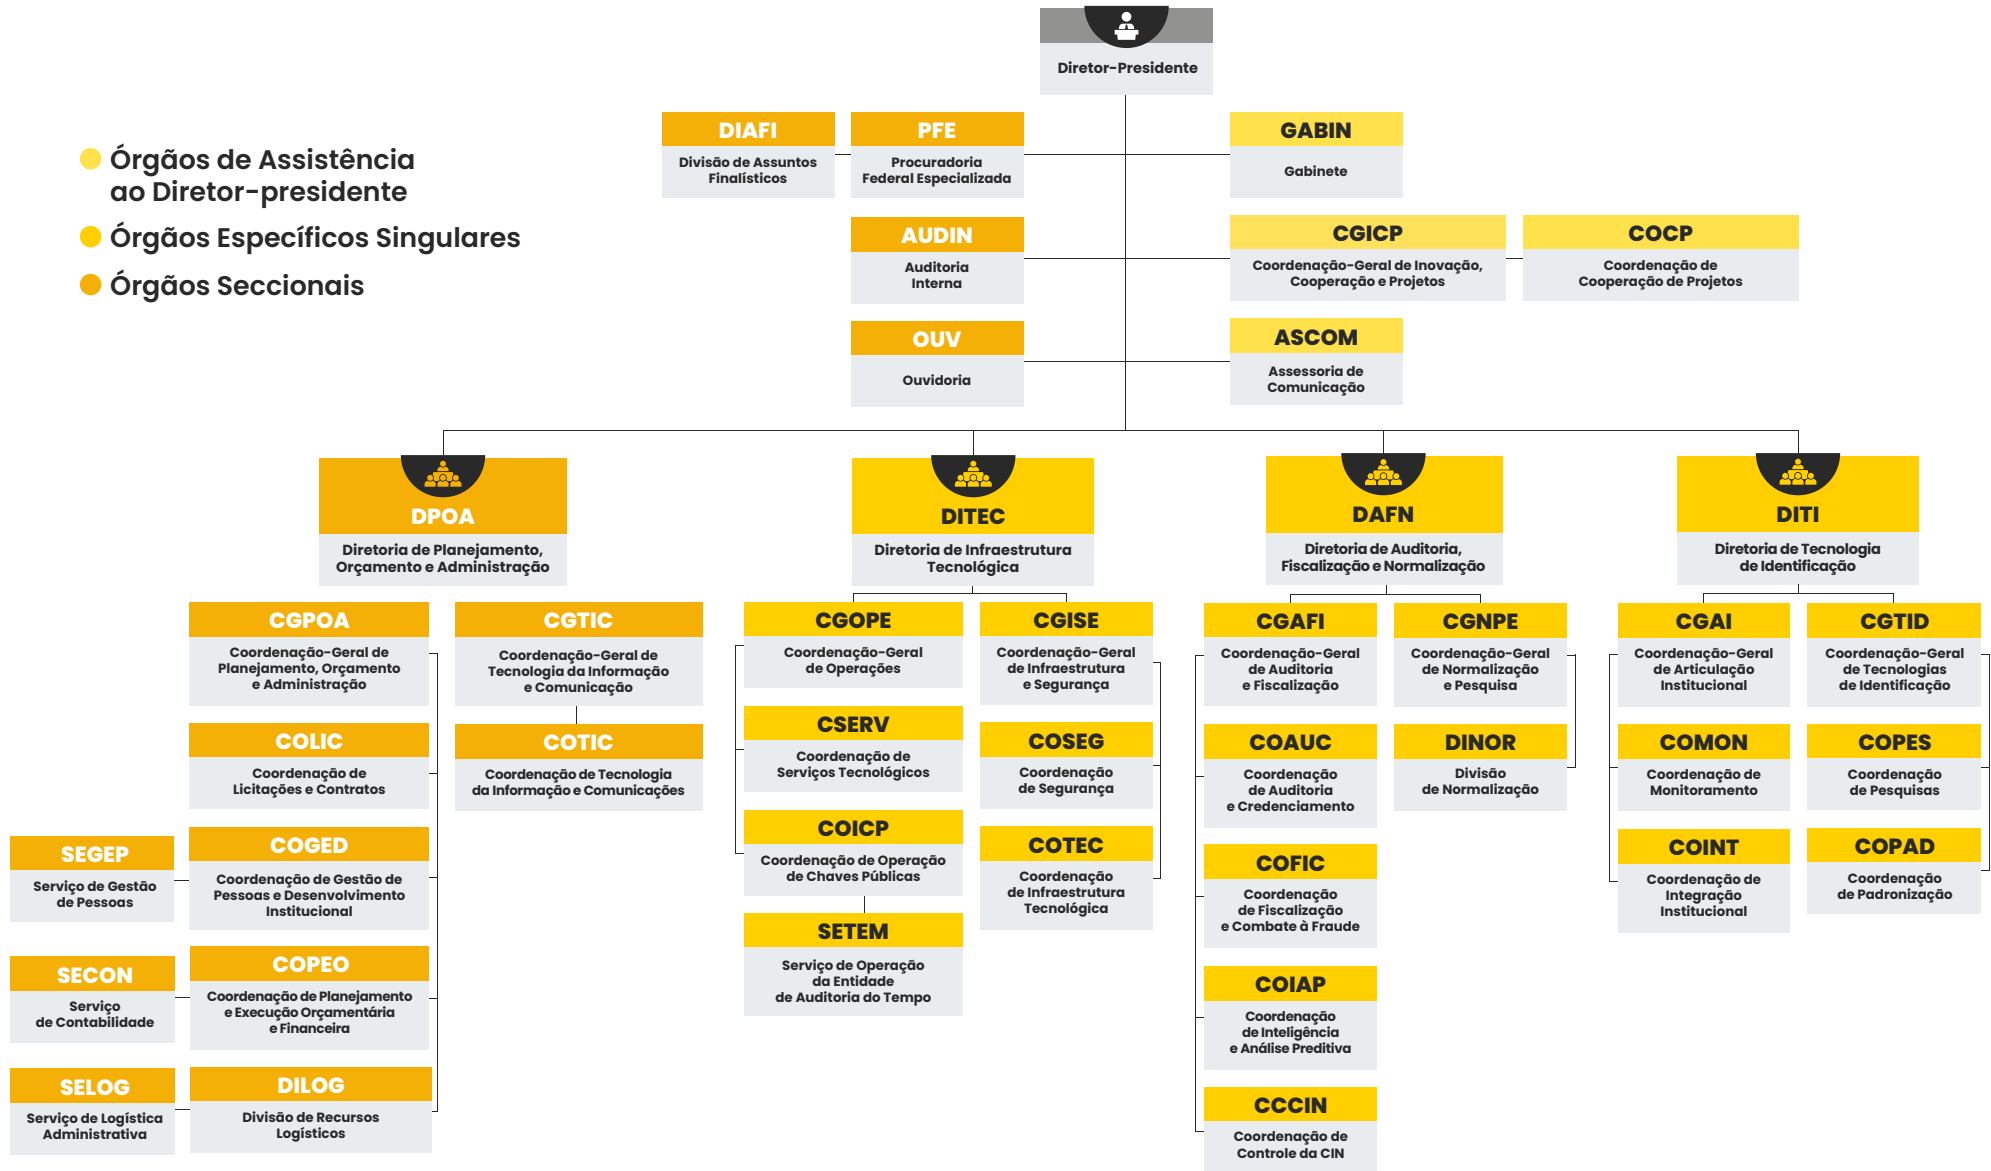 Diretor-Presidente
Órgãos de Assistência
ao Diretor-presidente
Órgãos Específicos Singulares
Órgãos Seccionais
DIAFI
Divisão de Assuntos
Finalísticos
PFE
Procuradoria
Federal Especializada
GABIN
Gabinete
AUDIN
Auditoria
Interna
CGICP
Coordenação-Geral de Inovação,
Cooperação e Projetos
COCP
Coordenação de
Cooperação de Projetos
OUV
Ouvidoria
ASCOM
Assessoria de
Comunicação
DPOA
Diretoria de Planejamento,
Orçamento e Administração
CGPOA
Coordenação-Geral de
Planejamento, Orçamento
e Administração
CGTIC
Coordenação-Geral de
Tecnologia da Informação
e Comunicação
COLIC
Coordenação de
Licitações e Contratos
COTIC
Coordenação de Tecnologia
da Informação e Comunicações
SEGEP
Serviço de Gestão
de Pessoas
COGED
Coordenação de Gestão de
Pessoas e Desenvolvimento
Institucional
SECON
Serviço
de Contabilidade
COPEO
Coordenação de Planejamento
e Execução Orçamentária
e Financeira
SELOG
Serviço de Logística
Administrativa
DILOG
Divisão de Recursos
Logísticos
DITEC
Diretoria de Infraestrutura
Tecnológica
CGOPE
Coordenação-Geral
de Operações
CSERV
Coordenação de
Serviços Tecnológicos
COICP
Coordenação de Operação
de Chaves Públicas
SETEM
Serviço de Operação
da Entidade
de Auditoria do Tempo
CGISE
Coordenação-Geral
de Infraestrutura
e Segurança
COSEG
Coordenação
de Segurança
COTEC
Coordenação
de Infraestrutura
Tecnológica
DAFN
Diretoria de Auditoria,
Fiscalização e Normalização
CGAFI
Coordenação-Geral
de Auditoria
e Fiscalização
COAUC
Coordenação
de Auditoria
e Credenciamento
COFIC
Coordenação
de Fiscalização
e Combate à Fraude
COIAP
Coordenação
de Inteligência
e Análise Preditiva
CCCIN
Coordenação de
Controle da CIN
CGNPE
Coordenação-Geral
de Normalização
e Pesquisa
DINOR
Divisão
de Normalização
DITI
Diretoria de Tecnologia
de Identificação
CGAI
Coordenação-Geral
de Articulação
Institucional
COMON
Coordenação de
Monitoramento
COINT
Coordenação de
Integração
Institucional
CGTID
Coordenação-Geral
de Tecnologias
de Identificação
COPES
Coordenação
de Pesquisas
COPAD
Coordenação
de Padronização